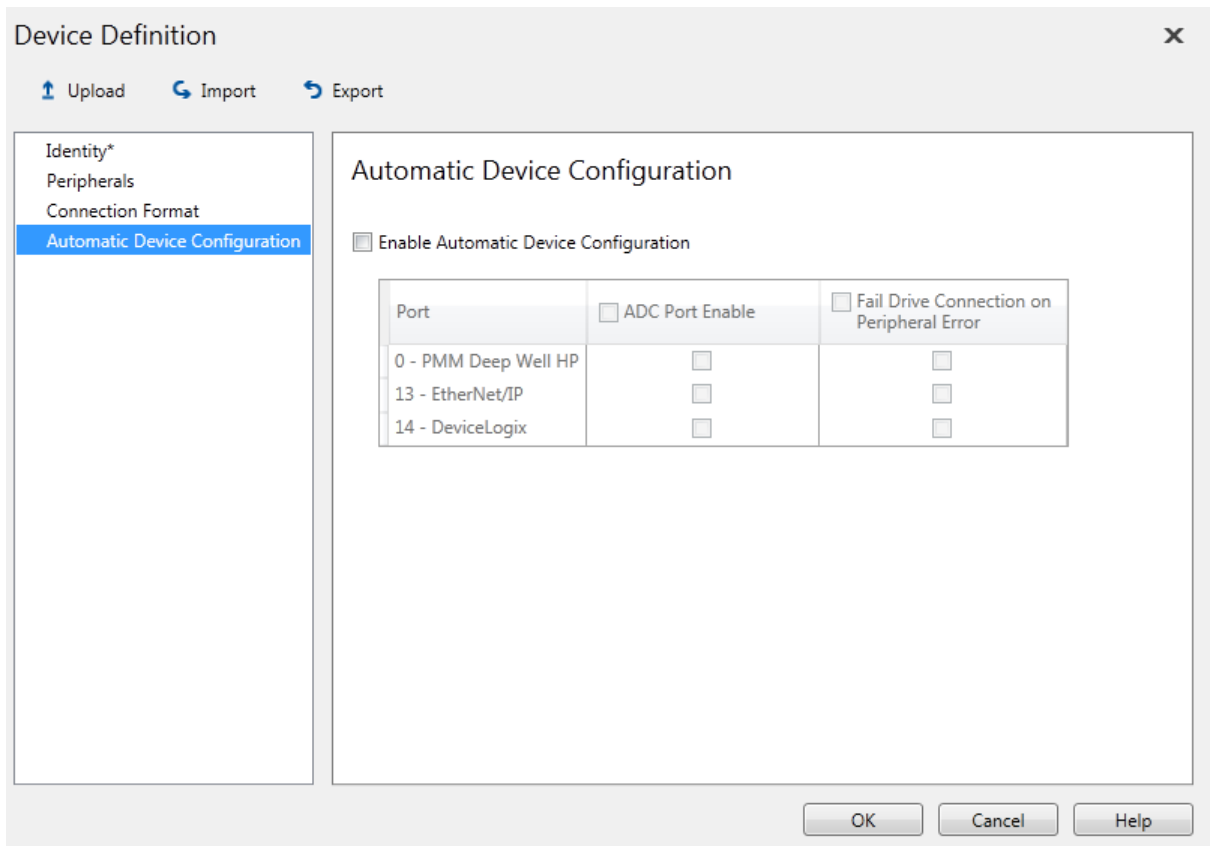 Device Definition
Upload Import Export
Identity*
Peripherals
Connection Format
Automatic Device Configuration
Automatic Device Configuration
Enable Automatic Device Configuration
Port ADC Port Enable Fail Drive Connection on
Peripheral Error
0 - PMM Deep Well HP
13 - EtherNet/IP
14 - DeviceLogix
OK Cancel Help